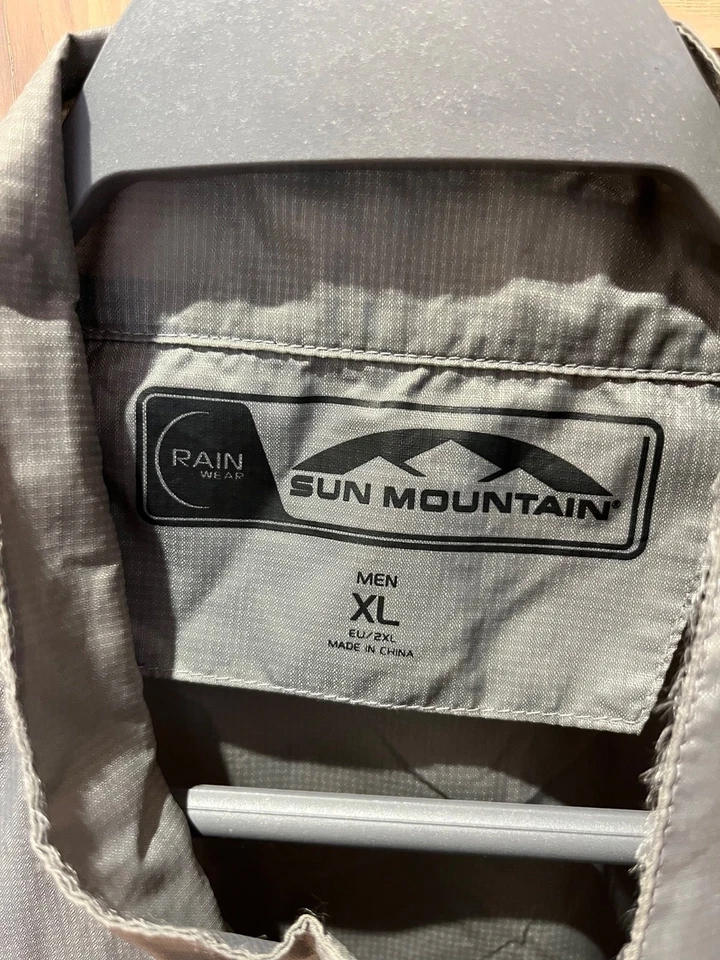 RAIN
WEAR
SUN MOUNTAIN®
MEN
XL
EU/2XL
MADE IN CHINA